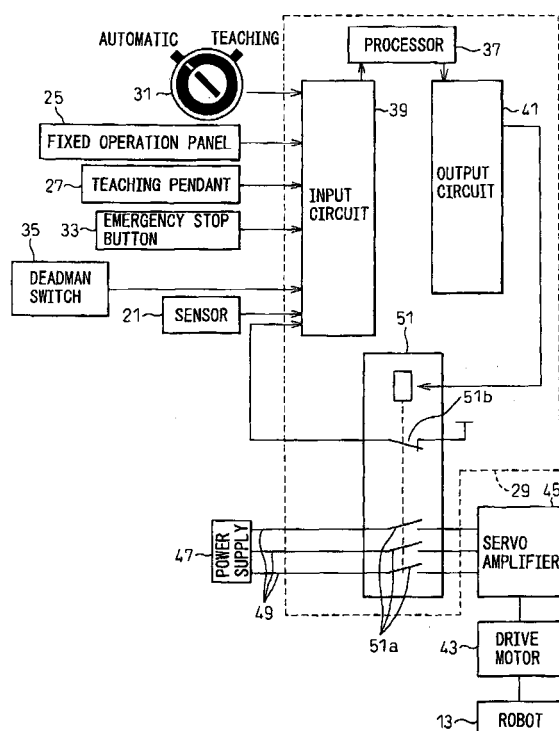 AUTOMATIC TEACHING
31
PROCESSOR
37
39
41
25
FIXED OPERATION PANEL
27
TEACHING PENDANT
33
EMERGENCY STOP
BUTTON
35
DEADMAN
SWITCH
21
SENSOR
INPUT
CIRCUIT
OUTPUT
CIRCUIT
51
51b
29
45
47
POWER
SUPPLY
49
51a
SERVO
AMPLIFIER
43
DRIVE
MOTOR
13
ROBOT